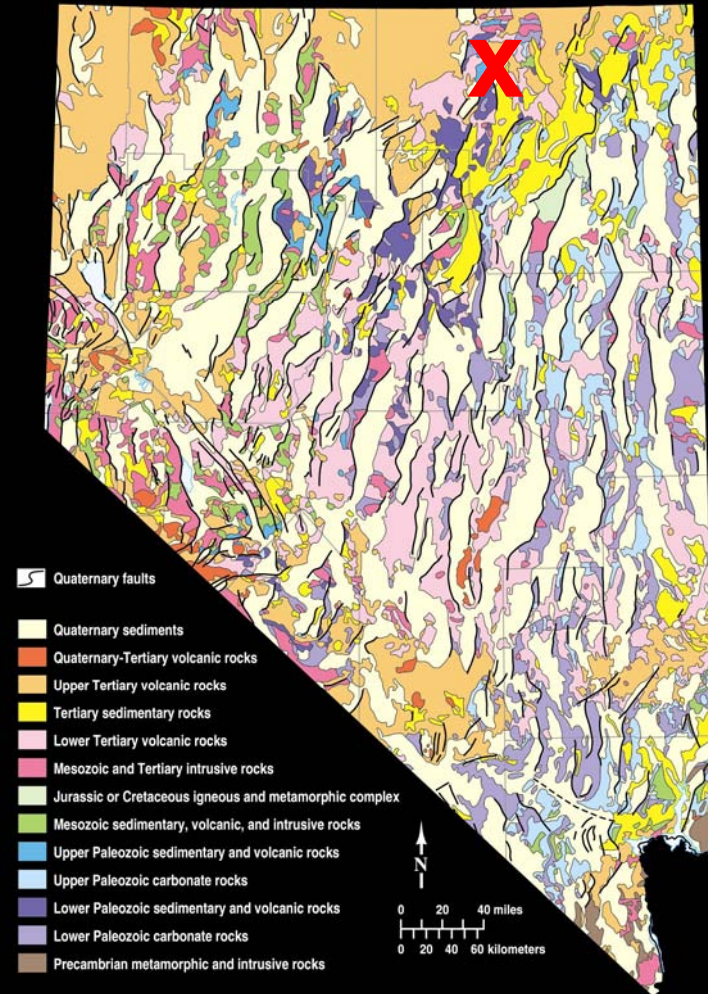 X
Quaternary faults
Quaternary sediments
Quaternary-Tertiary volcanic rocks
Upper Tertiary volcanic rocks
Tertiary sedimentary rocks
Lower Tertiary volcanic rocks
Mesozoic and Tertiary intrusive rocks
Jurassic or Cretaceous igneous and metamorphic complex
Mesozoic sedimentary, volcanic, and intrusive rocks
Upper Paleozoic sedimentary and volcanic rocks
Upper Paleozoic carbonate rocks
Lower Paleozoic sedimentary and volcanic rocks
Lower Paleozoic carbonate rocks
Precambrian metamorphic and intrusive rocks
N
0 20 40 miles
0 20 40 60 kilometers